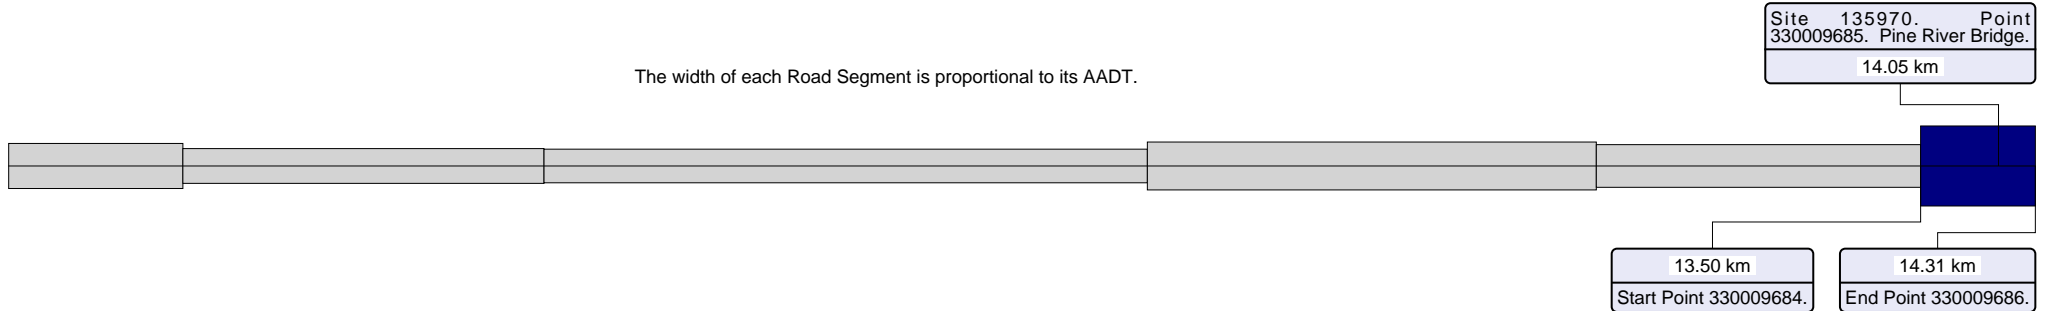 Site 135970. Point
330009685. Pine River Bridge.
14.05 km
The width of each Road Segment is proportional to its AADT.
13.50 km
Start Point 330009684.
14.31 km
End Point 330009686.